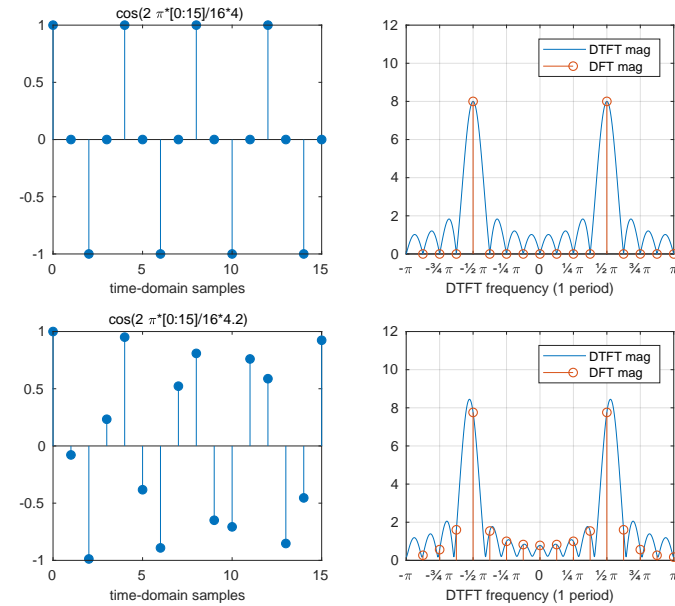 cos(2 π*[0:15]/16*4)
1
0.5
0
-0.5
-1
0
5
10
15
time-domain samples
12
10
8
6
4
2
0
DTFT mag
DFT mag
-π
-¾ π
-½ π
-¼ π
0
¼ π
½ π
¾ π
π
DTFT frequency (1 period)
cos(2 π*[0:15]/16*4.2)
1
0.5
0
-0.5
-1
0
5
10
15
time-domain samples
12
10
8
6
4
2
0
DTFT mag
DFT mag
-π
-¾ π
-½ π
-¼ π
0
¼ π
½ π
¾ π
π
DTFT frequency (1 period)